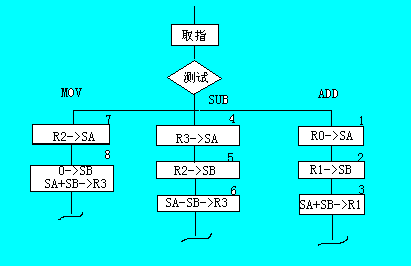 取指
测试
MOV
SUB
ADD
7
4
1
R2->SA
R3->SA
R0->SA
8
5
2
0->SB
SA+SB->R3
R2->SB
R1->SB
6
3
SA-SB->R3
SA+SB->R1